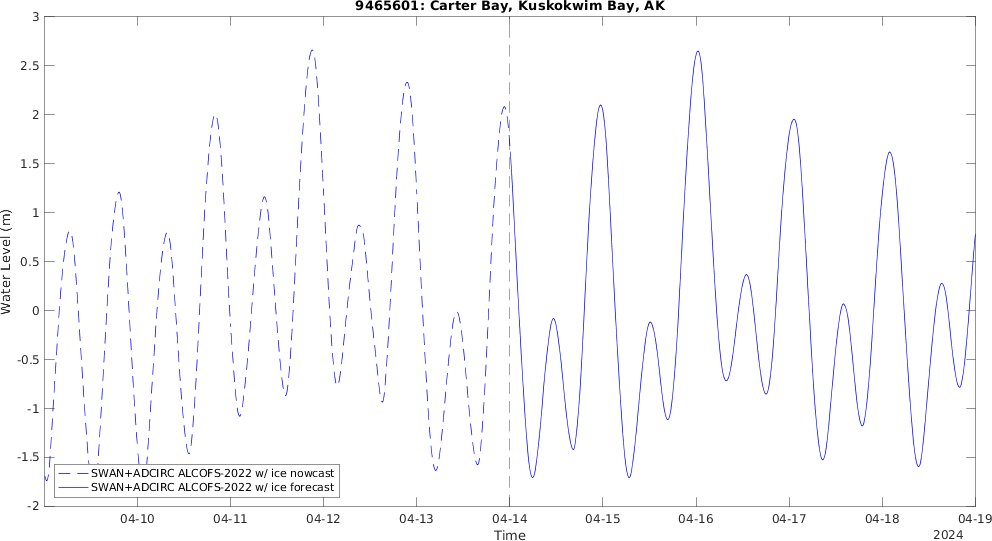 9465601: Carter Bay, Kuskokwim Bay, AK
3
2.5
2
1.5
1
0.5
0
-0.5
-1
-1.5
-2
Water Level (m)
SWAN+ADCIRC ALCOFS-2022 w/ ice nowcast
SWAN+ADCIRC ALCOFS-2022 w/ ice forecast
04-10 04-11 04-12 04-13 04-14 04-15 04-16 04-17 04-18 04-19
Time
2024